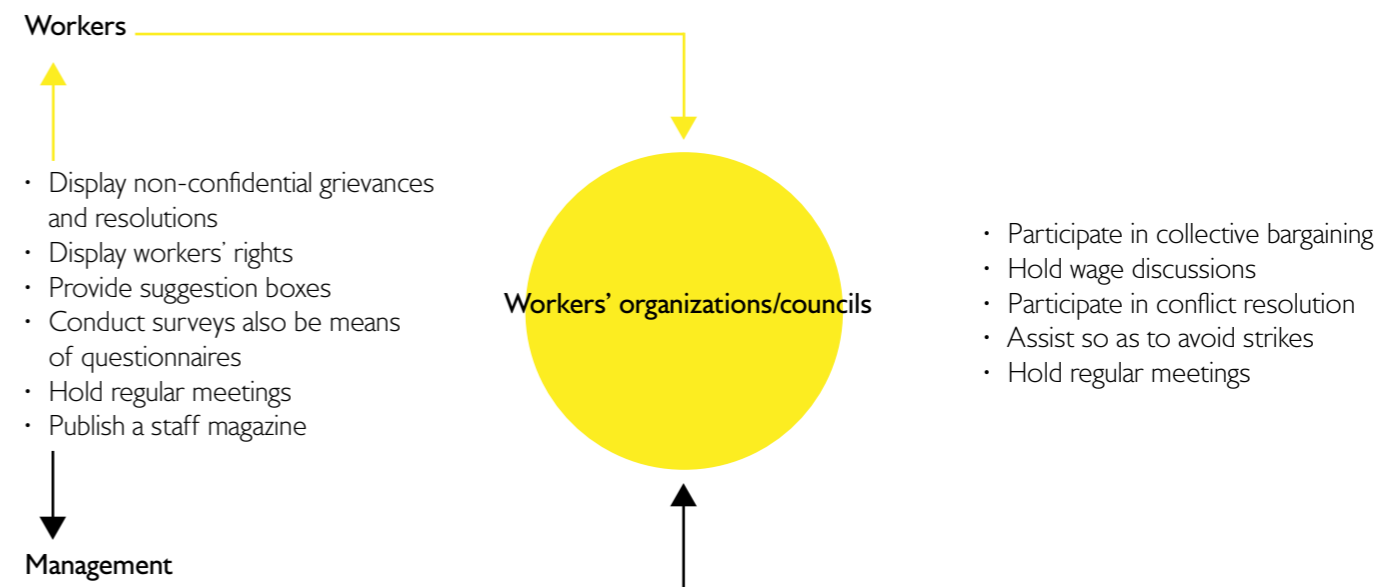 Workers
· Display non-confidential grievances
and resolutions
· Display workers’ rights
· Provide suggestion boxes
· Conduct surveys also be means
of questionnaires
· Hold regular meetings
· Publish a staff magazine
Management
Workers’ organizations/councils
· Participate in collective bargaining
· Hold wage discussions
· Participate in conflict resolution
· Assist so as to avoid strikes
· Hold regular meetings